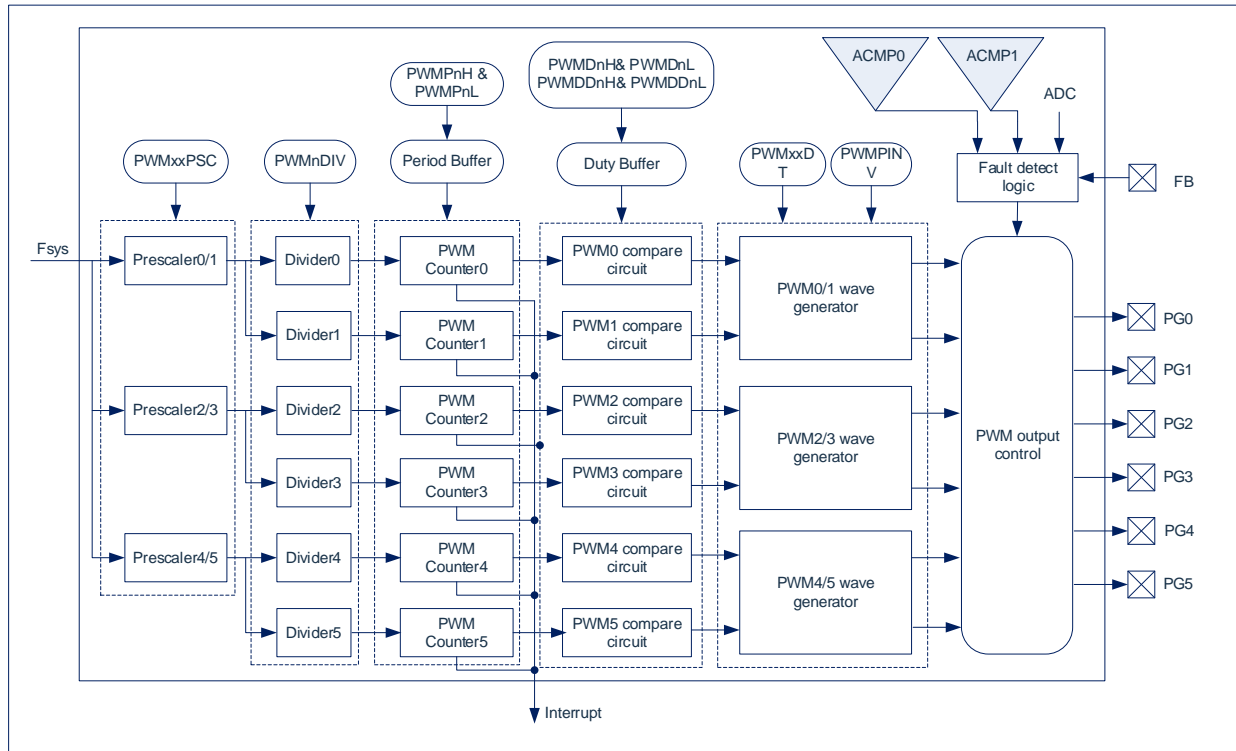 ACMP0
ACMP1
PWMDnH& PWMDnL
PWMDDnH& PWMDDnL
PWMPnH &
PWMPnL
ADC
PWMxxPSC
PWMnDIV
Period Buffer
Duty Buffer
PWMxxD
T
PWMPIN
V
Fault detect
logic
FB
Fsys
Prescaler0/1
Divider0
PWM
Counter0
PWM0 compare
circuit
PWM0/1 wave
generator
Divider1
PWM
Counter1
PWM1 compare
circuit
Prescaler2/3
Divider2
PWM
Counter2
PWM2 compare
circuit
PWM2/3 wave
generator
Divider3
PWM
Counter3
PWM3 compare
circuit
Prescaler4/5
Divider4
PWM
Counter4
PWM4 compare
circuit
PWM4/5 wave
generator
Divider5
PWM
Counter5
PWM5 compare
circuit
PWM output
control
PG0
PG1
PG2
PG3
PG4
PG5
Interrupt